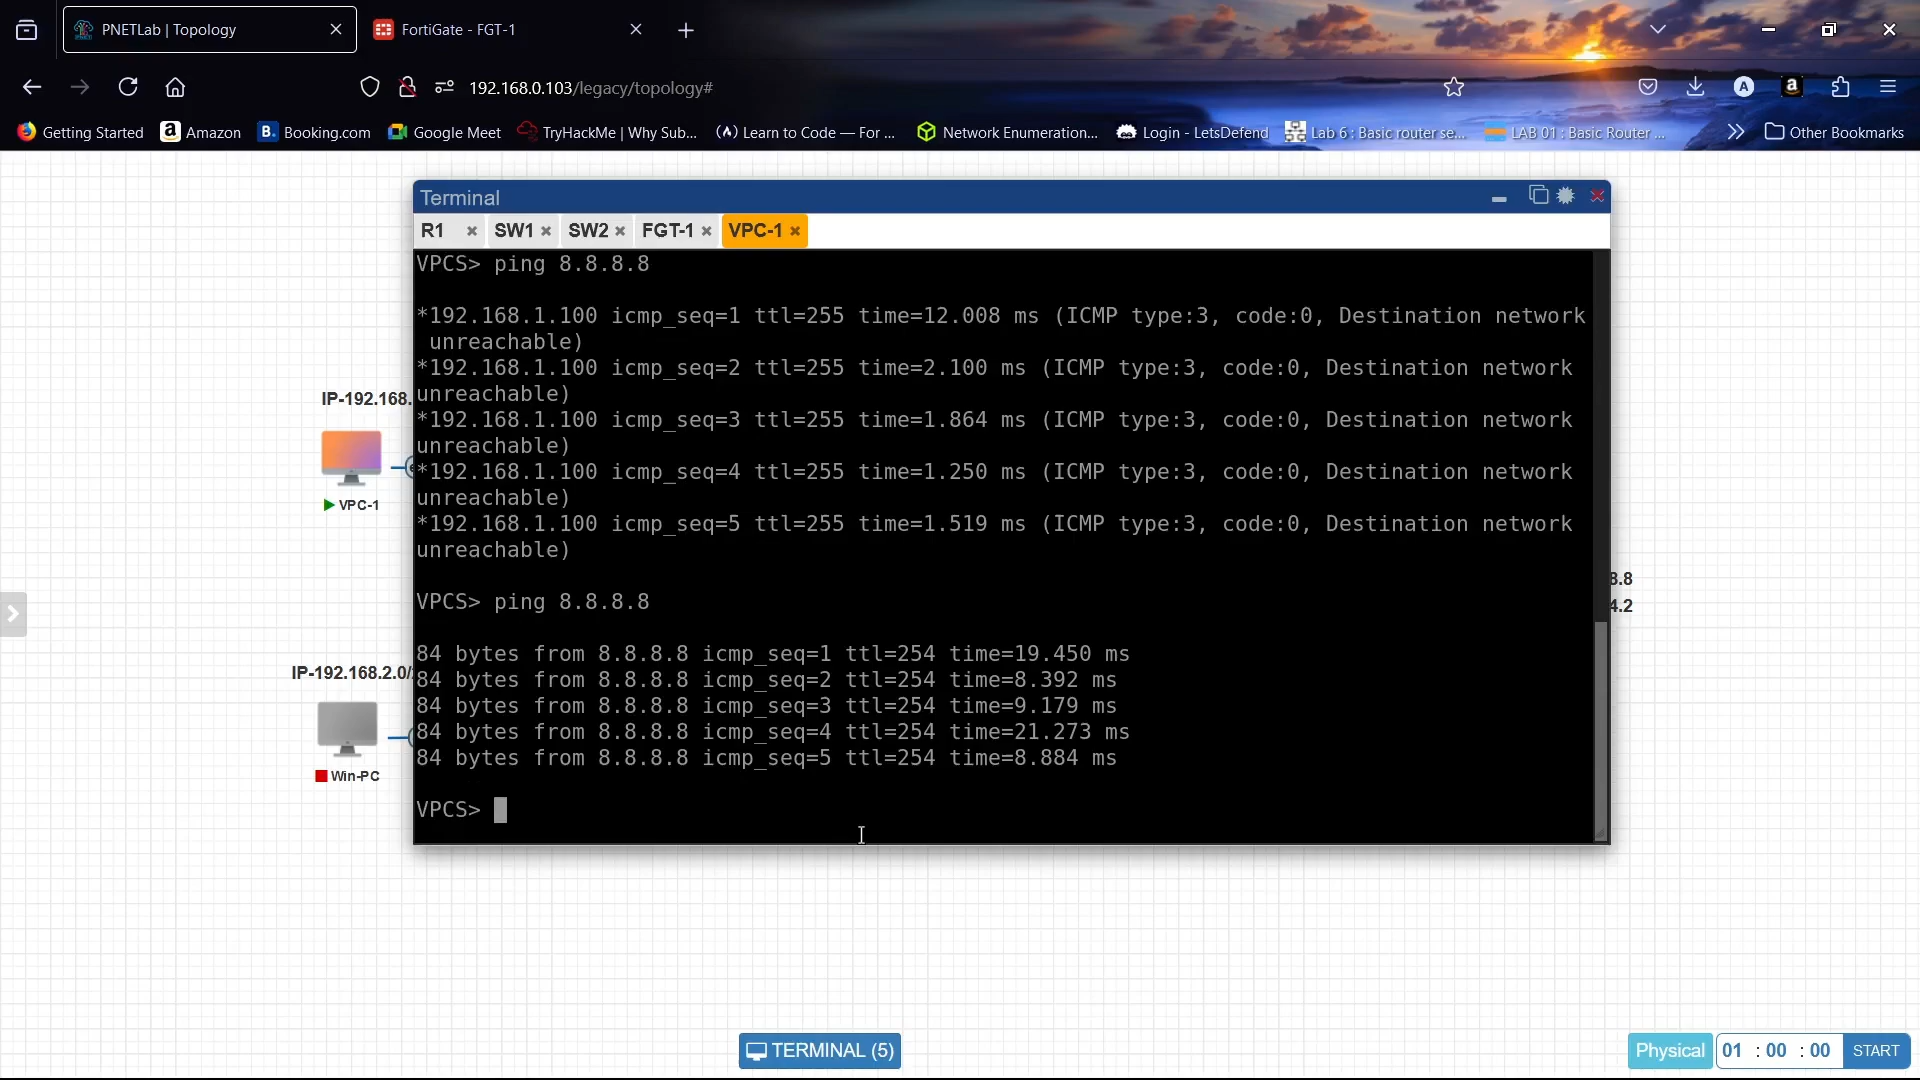 PNETLab | Topology
FortiGate - FGT-1
192.168.0.103/legacy/topology#
A
a
Getting Started
a Amazon
B. Booking.com
Google Meet
TryHackMe | Why Sub...
Learn to Code — For ...
Network Enumeration...
Login - LetsDefend
Lab 6 : Basic router se...
LAB 01 : Basic Router ...
Other Bookmarks
Terminal
R1
SW1
SW2
FGT-1
VPC-1
VPCS> ping 8.8.8.8
*192.168.1.100 icmp_seq=1 ttl=255 time=12.008 ms (ICMP type:3, code:0, Destination network
unreachable)
*192.168.1.100 icmp_seq=2 ttl=255 time=2.100 ms (ICMP type:3, code:0, Destination network
unreachable)
*192.168.1.100 icmp_seq=3 ttl=255 time=1.864 ms (ICMP type:3, code:0, Destination network
unreachable)
*192.168.1.100 icmp_seq=4 ttl=255 time=1.250 ms (ICMP type:3, code:0, Destination network
unreachable)
*192.168.1.100 icmp_seq=5 ttl=255 time=1.519 ms (ICMP type:3, code:0, Destination network
unreachable)
VPCS> ping 8.8.8.8
84 bytes from 8.8.8.8 icmp_seq=1 ttl=254 time=19.450 ms
84 bytes from 8.8.8.8 icmp_seq=2 ttl=254 time=8.392 ms
84 bytes from 8.8.8.8 icmp_seq=3 ttl=254 time=9.179 ms
84 bytes from 8.8.8.8 icmp_seq=4 ttl=254 time=21.273 ms
84 bytes from 8.8.8.8 icmp_seq=5 ttl=254 time=8.884 ms
VPCS>
IP-192.168.
VPC-1
IP-192.168.2.0/
Win-PC
8.8
4.2
TERMINAL (5)
Physical
01 : 00 : 00
START